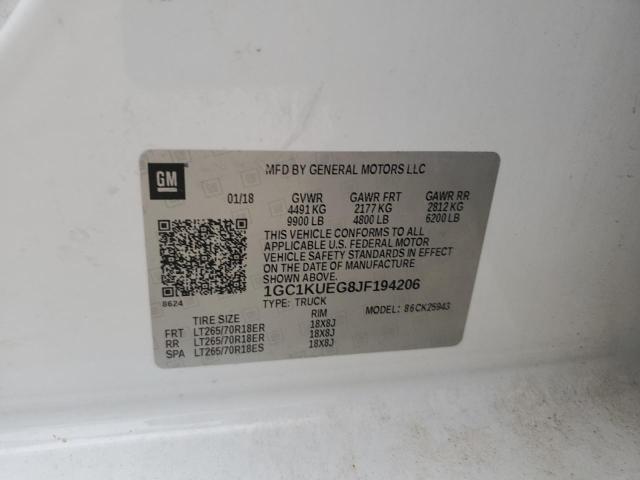 GM
MFD BY GENERAL MOTORS LLC
01/18 GVWR GAWR FRT GAWR RR
4491 KG 2177 KG 2812 KG
9900 LB 4800 LB 6200 LB
THIS VEHICLE CONFORMS TO ALL
APPLICABLE U.S. FEDERAL MOTOR
VEHICLE SAFETY STANDARDS IN EFFECT
ON THE DATE OF MANUFACTURE
SHOWN ABOVE.
1GC1KUEG8JF194206
8624
TYPE: TRUCK MODEL: 86CK25943
TIRE SIZE RIM
FRT LT265/70R18ER 18X8J
RR LT265/70R18ER 18X8J
SPA LT265/70R18ES 18X8J